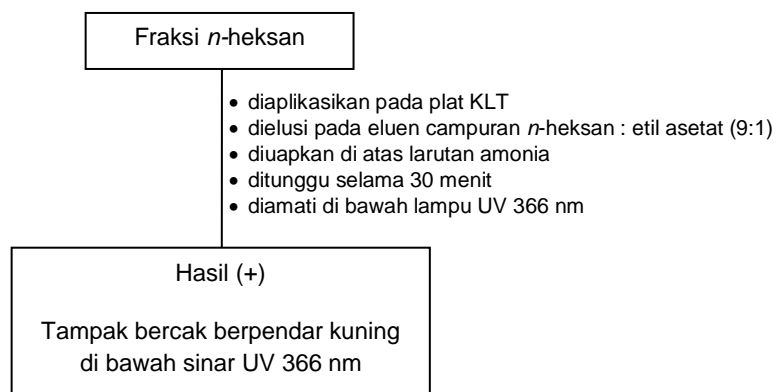 Fraksi n-heksan
• diaplikasikan pada plat KLT
• dielusi pada eluen campuran n-heksan : etil asetat (9:1)
• diuapkan di atas larutan amonia
• ditunggu selama 30 menit
• diamati di bawah lampu UV 366 nm
Hasil (+)
Tampak bercak berpendar kuning
di bawah sinar UV 366 nm